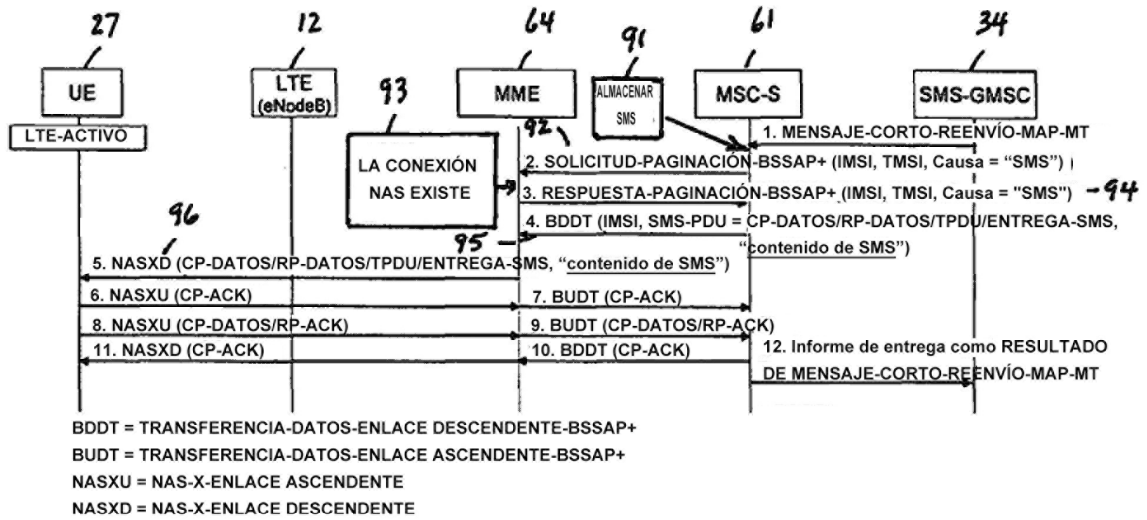 27
12
64
61
34
91
UE
LTE
(eNodeB)
93
MME
ALMACENAR
SMS
MSC-S
SMS-GMSC
LTE-ACTIVO
92
1. MENSAJE-CORTO-REENVÍO-MAP-MT
LA CONEXIÓN
NAS EXISTE
2. SOLICITUD-PAGINACIÓN-BSSAP+ (IMSI, TMSI, Causa = “SMS”)
3. RESPUESTA-PAGINACIÓN-BSSAP+ (IMSI, TMSI, Causa = "SMS")
94
96
4. BDDT (IMSI, SMS-PDU = CP-DATOS/RP-DATOS/TPDU/ENTREGA-SMS,
95
“contenido de SMS”)
5. NASXD (CP-DATOS/RP-DATOS/TPDU/ENTREGA-SMS, “contenido de SMS”)
6. NASXU (CP-ACK)
7. BUDT (CP-ACK)
8. NASXU (CP-DATOS/RP-ACK)
9. BUDT (CP-DATOS/RP-ACK)
11. NASXD (CP-ACK)
10. BDDT (CP-ACK)
12. Informe de entrega como RESULTADO
DE MENSAJE-CORTO-REENVÍO-MAP-MT
BDDT = TRANSFERENCIA-DATOS-ENLACE DESCENDENTE-BSSAP+
BUDT = TRANSFERENCIA-DATOS-ENLACE ASCENDENTE-BSSAP+
NASXU = NAS-X-ENLACE ASCENDENTE
NASXD = NAS-X-ENLACE DESCENDENTE